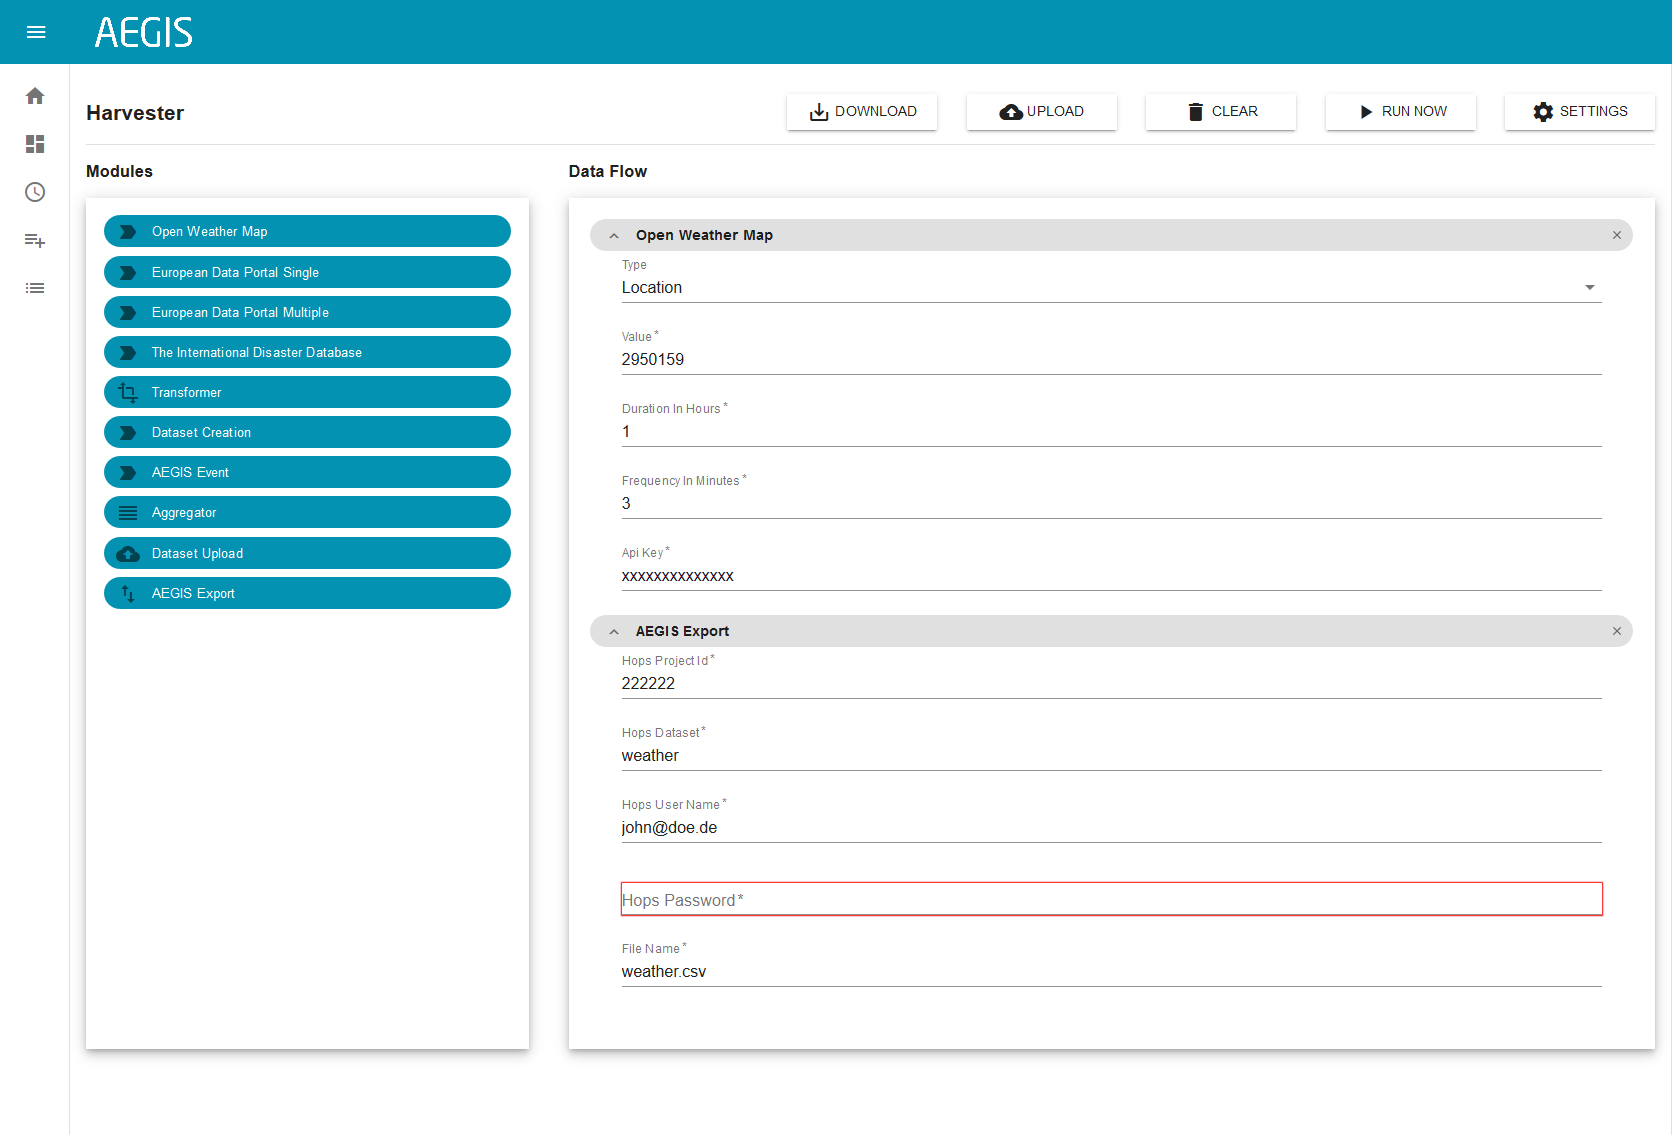 AEGIS
Harvester
DOWNLOAD
UPLOAD
CLEAR
RUN NOW
SETTINGS
Modules
Open Weather Map
European Data Portal Single
European Data Portal Multiple
The International Disaster Database
Transformer
Dataset Creation
AEGIS Event
Aggregator
Dataset Upload
AEGIS Export
Data Flow
Open Weather Map
Type
Location
Value *
2950159
Duration In Hours *
1
Frequency In Minutes *
3
Api Key *
xxxxxxxxxxxxxx
AEGIS Export
Hops Project Id *
222222
Hops Dataset *
weather
Hops User Name *
john@doe.de
Hops Password *
File Name *
weather.csv